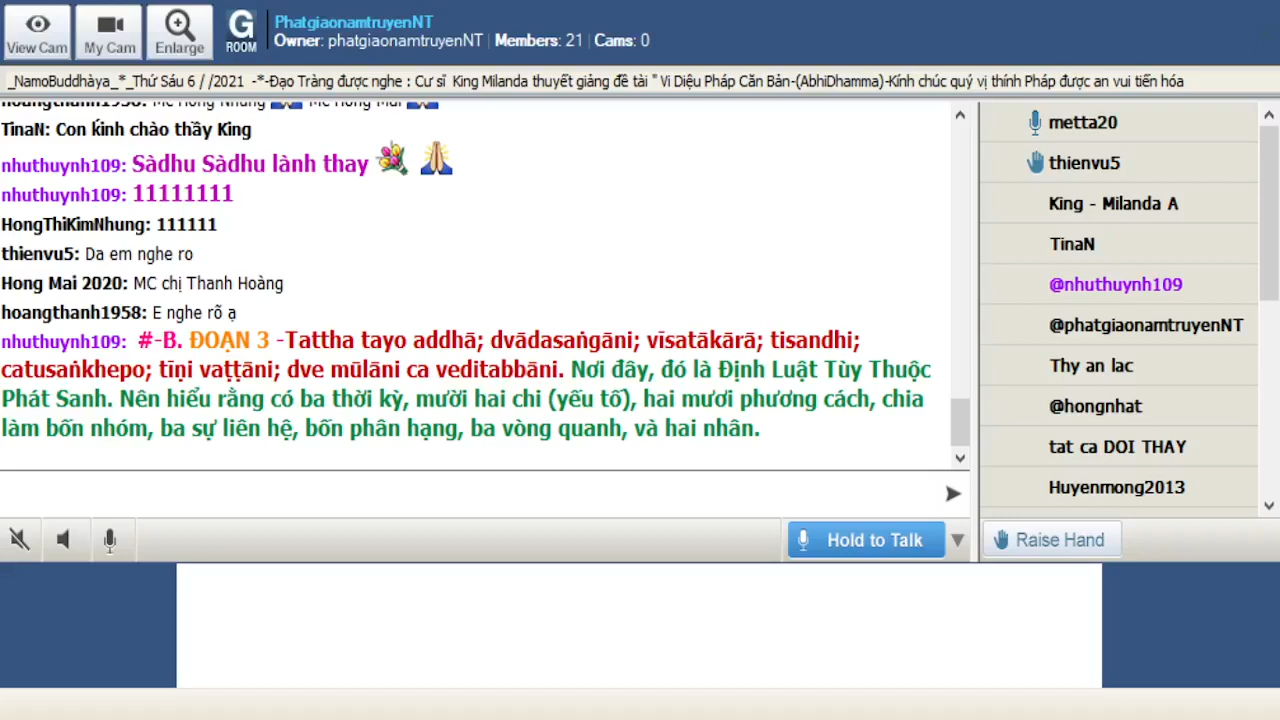 View Cam
My Cam
Enlarge
G
ROOM
PhatgiaonamtruyenNT
Owner: phatgiaonamtruyenNT | Members: 21 | Cams: 0
_NamoBuddhàya_*_Thứ Sáu 6 / /2021 -*-Đạo Tràng được nghe : Cư sĩ King Milanda thuyết giảng đề tài " Vi Diệu Pháp Căn Bản-(AbhiDhamma)-Kính chúc quý vị thính Pháp được an vui tiến hóa
hoangthanh1958: Mc Hồng Nhung Mc Hồng Mai
TinaN: Con kính chào thầy King
nhuthuynh109: Sàdhu Sàdhu lành thay
nhuthuynh109: 11111111
HongThiKimNhung: 111111
thienvu5: Da em nghe ro
Hong Mai 2020: MC chị Thanh Hoàng
hoangthanh1958: E nghe rõ ạ
nhuthuynh109: #-B. ĐOẠN 3 -Tattha tayo addhā; dvādasaṅgāni; vīsatākārā; tisandhi;
catusaṅkhepo; tīṇi vaṭṭāni; dve mūlāni ca veditabbāni. Nơi đây, đó là Định Luật Tùy Thuộc
Phát Sanh. Nên hiểu rằng có ba thời kỳ, mười hai chi (yếu tố), hai mươi phương cách, chia
làm bốn nhóm, ba sự liên hệ, bốn phân hạng, ba vòng quanh, và hai nhân.
metta20
thienvu5
King - Milanda A
TinaN
@nhuthuynh109
@phatgiaonamtruyenNT
Thy an lac
@hongnhat
tat ca DOI THAY
Huyenmong2013
Hold to Talk
Raise Hand